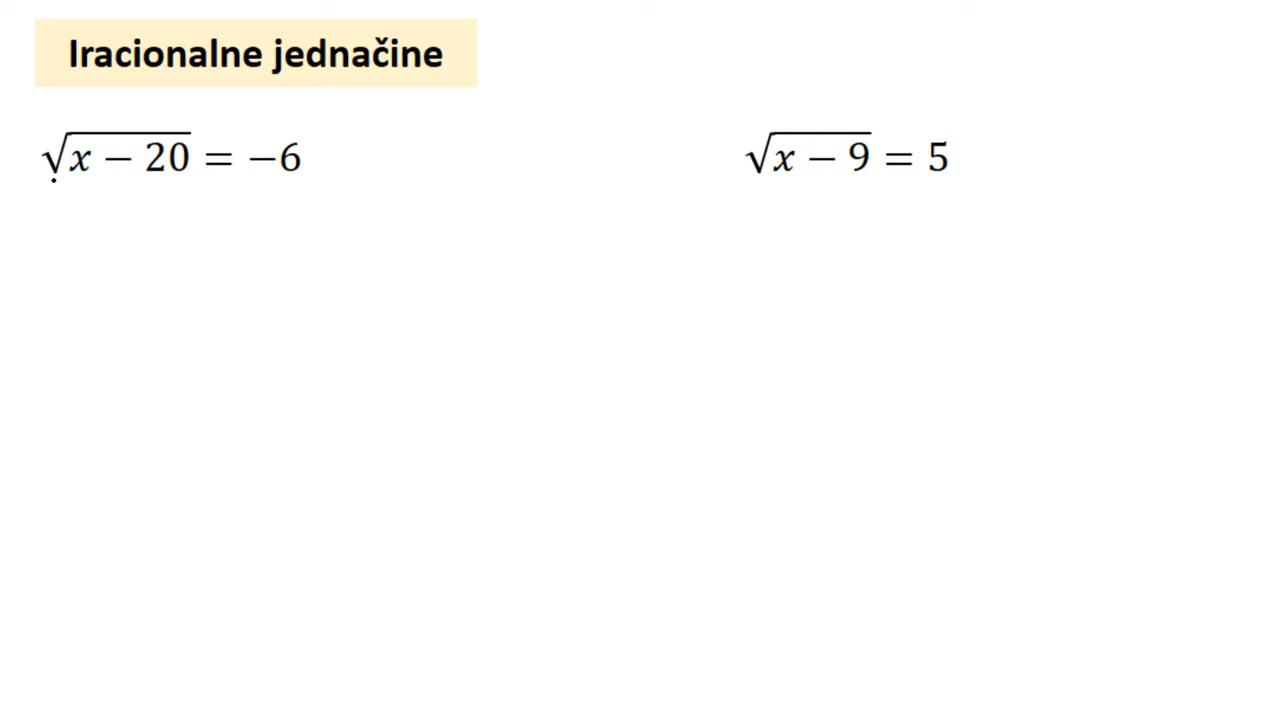 Iracionalne jednačine
√x − 20 = −6
√x − 9 = 5